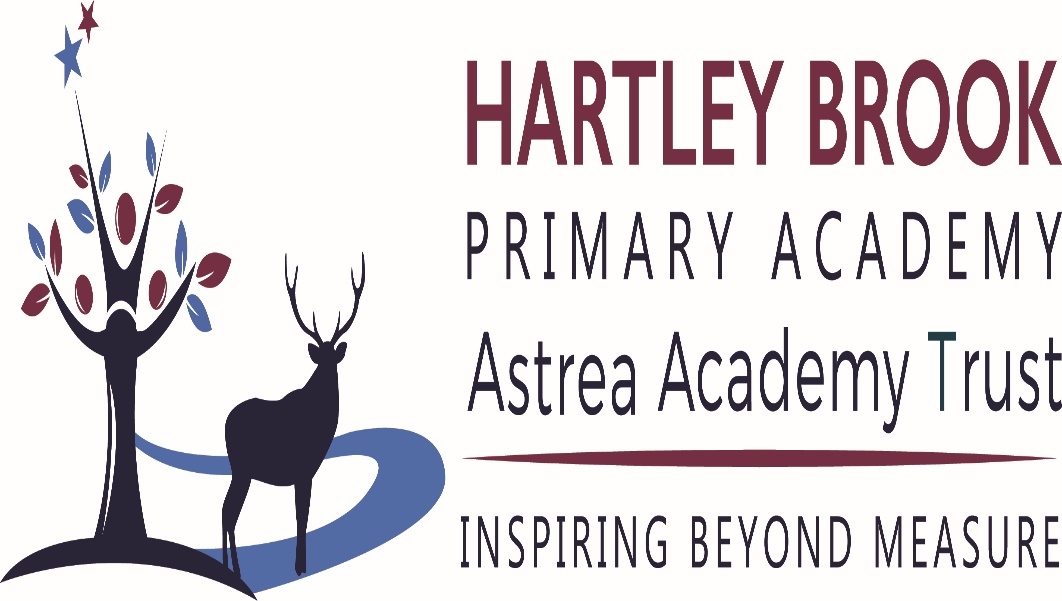 HARTLEY BROOK
PRIMARY ACADEMY
Astrea Academy Trust
INSPIRING BEYOND MEASURE